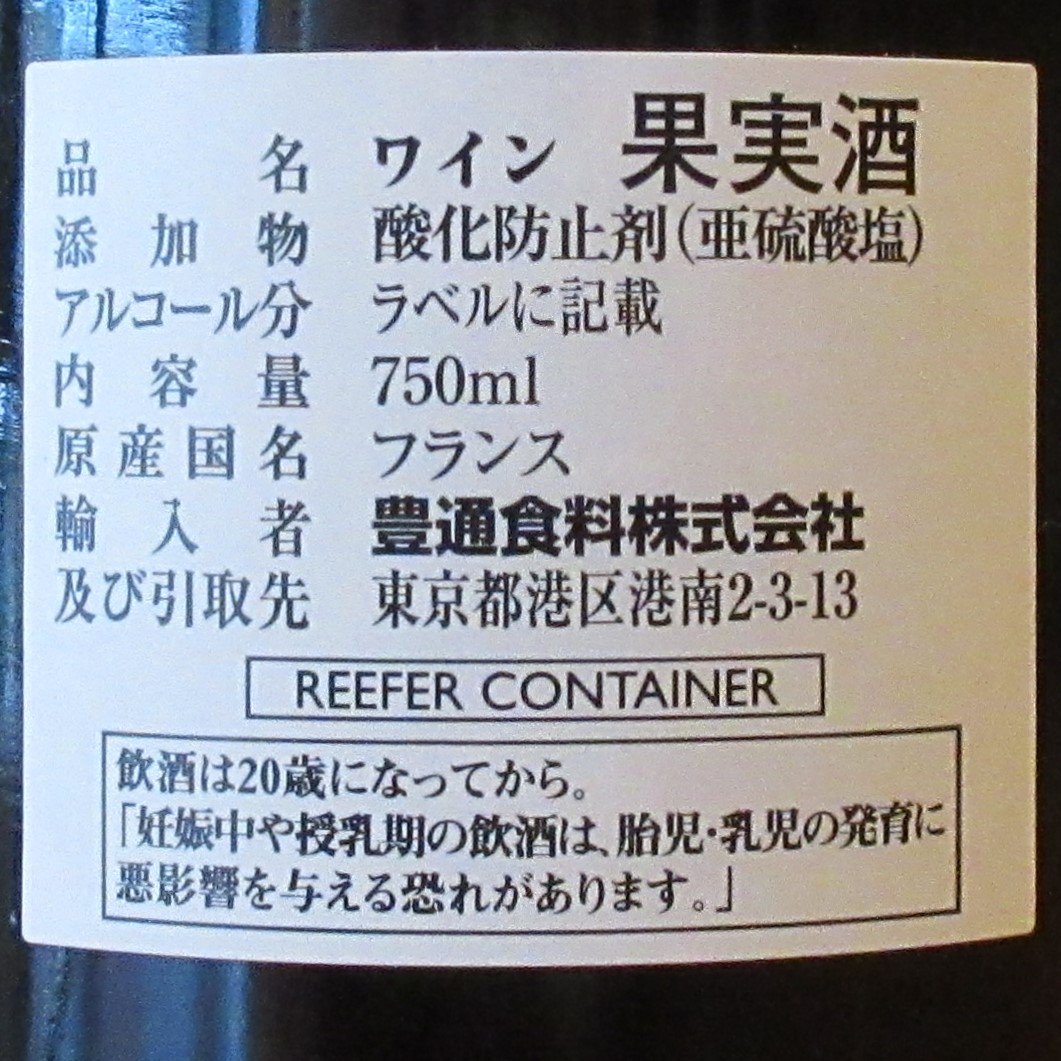 品名 ワイン 果実酒
添加物 酸化防止剤(亜硫酸塩)
アルコール分 ラベルに記載
内容量 750ml
原産国名 フランス
輸入者 豊通食料株式会社
及び引取先 東京都港区港南2-3-13
REEFER CONTAINER
飲酒は20歳になってから。
「妊娠中や授乳期の飲酒は、胎児・乳児の発育に
悪影響を与える恐れがあります。」